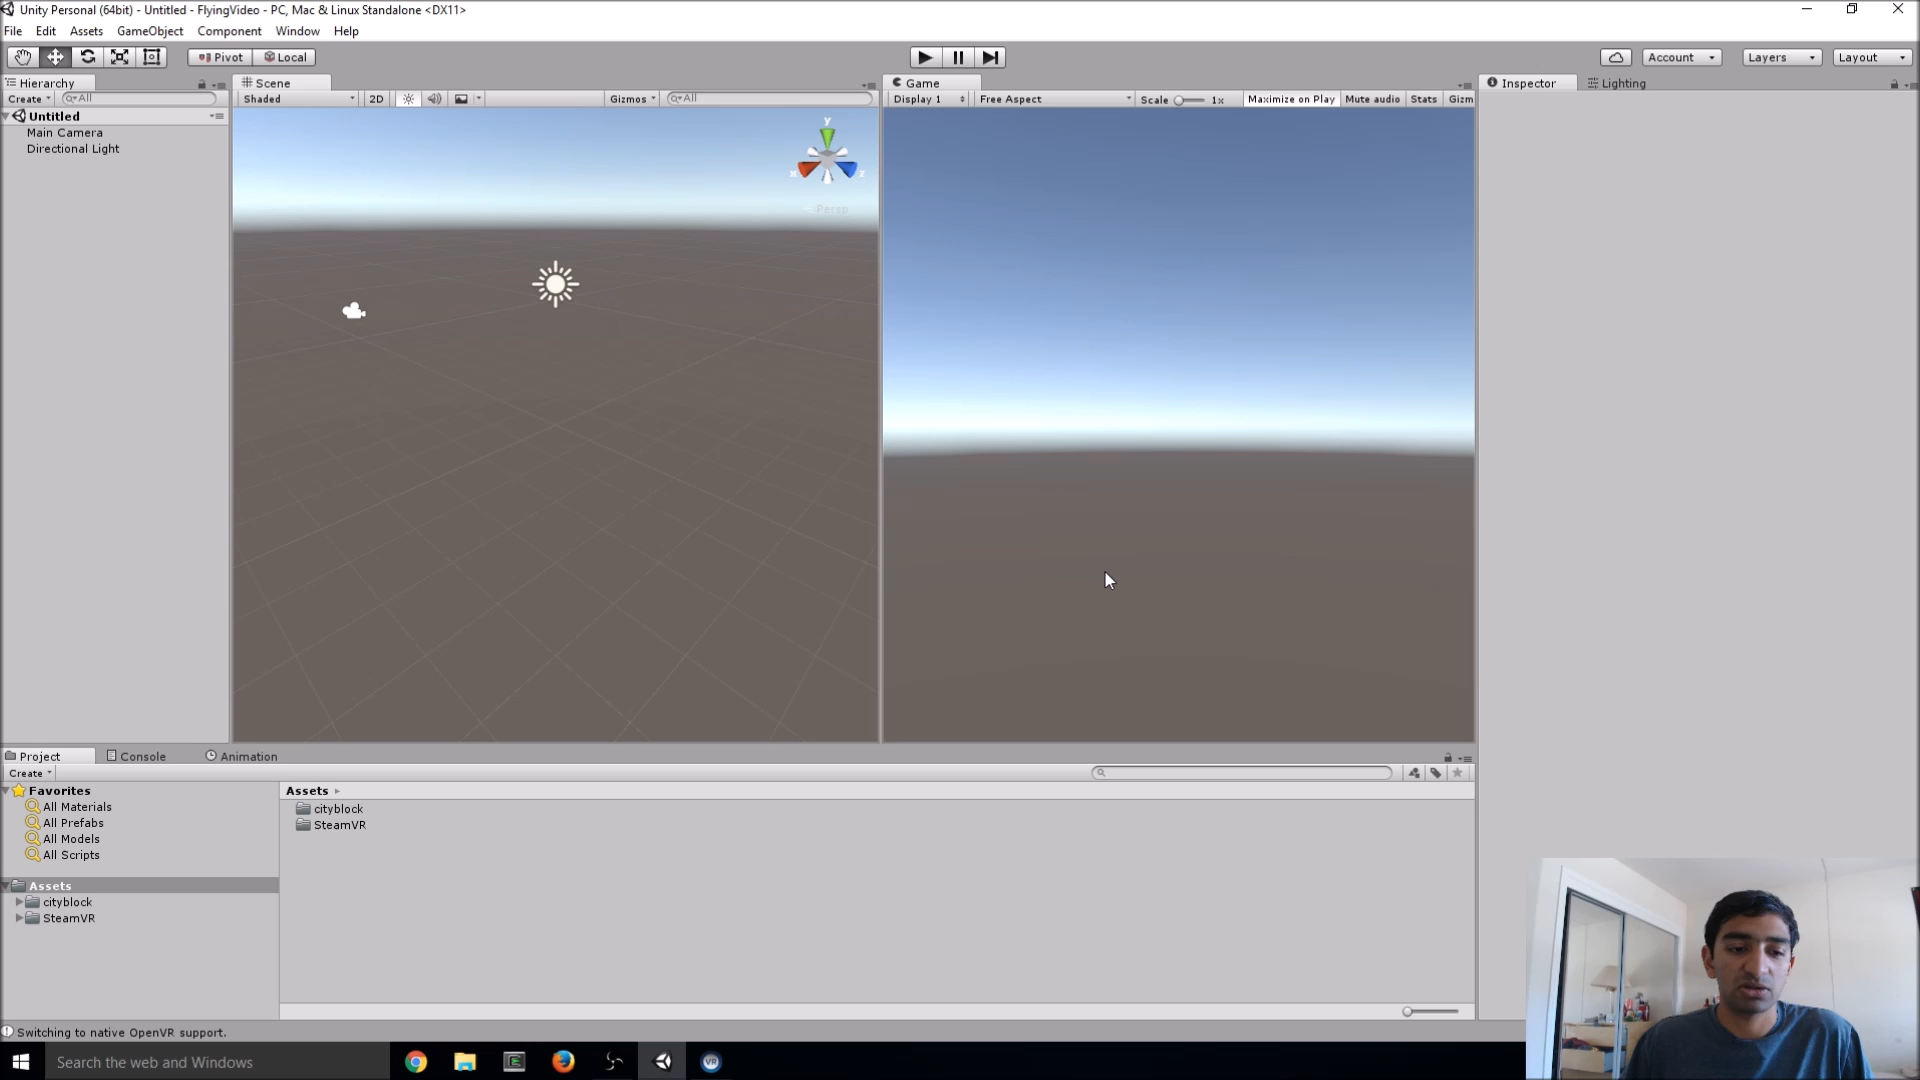 Unity Personal (64bit) - Untitled - FlyingVideo - PC, Mac & Linux Standalone <DX11>
File Edit Assets GameObject Component Window Help
Pivot Local Account Layers Layout
Hierarchy Scene Game Inspector Lighting
Create All Shaded 2D Gizmos All Display 1 Free Aspect Scale 1x Maximize on Play Mute audio Stats Gizm
Untitled
Main Camera
Directional Light
y
x z
Persp
Project Console Animation
Create
Favorites
All Materials
All Prefabs
All Models
All Scripts
Assets
cityblock
SteamVR
Assets
cityblock
SteamVR
Switching to native OpenVR support.
Search the web and Windows
VR